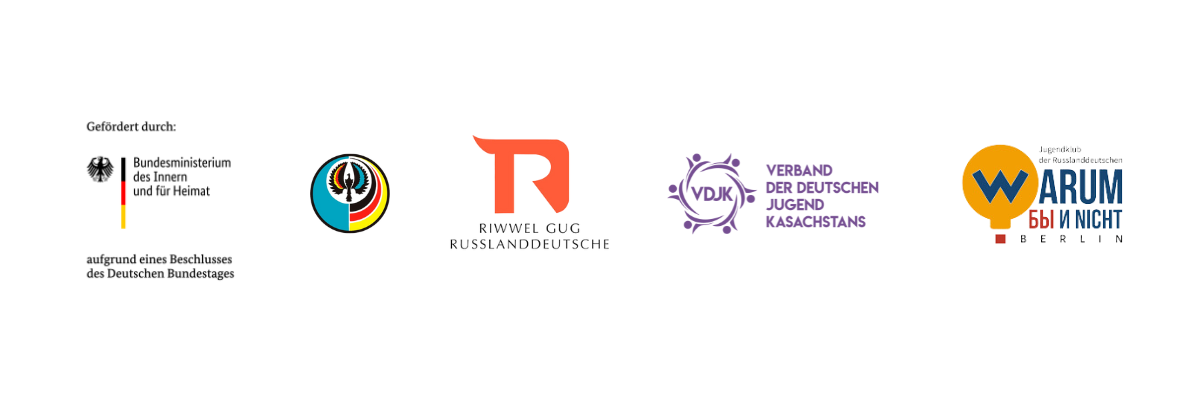 Gefördert durch:
Bundesministerium
des Innern
und für Heimat
aufgrund eines Beschlusses
des Deutschen Bundestages
R
RIWWEL GUG
RUSSLANDDEUTSCHE
VDJK
VERBAND
DER DEUTSCHEN
JUGEND
KASACHSTANS
Jugendklub
der Russlanddeutschen
WARUM
БЫ И NICHT
BERLIN